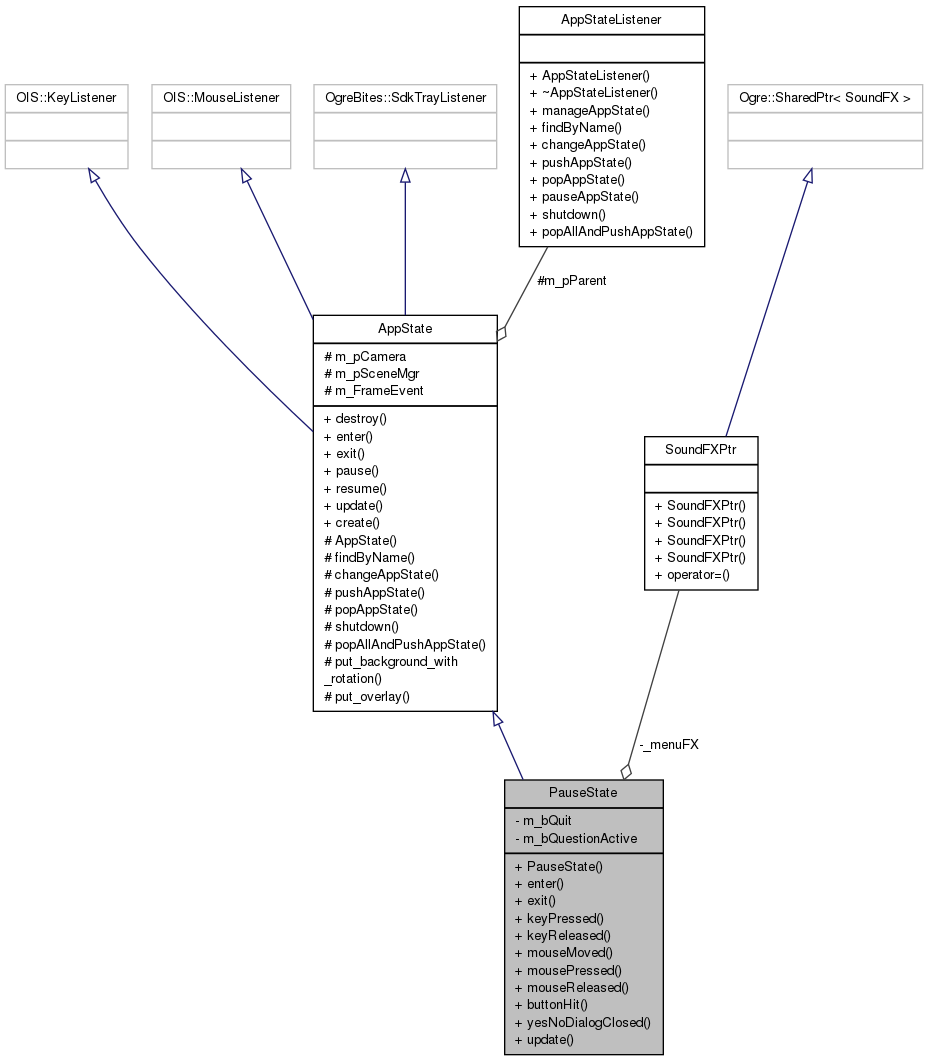 AppStateListener
+ AppStateListener()
+ ~AppStateListener()
+ manageAppState()
+ findByName()
+ changeAppState()
+ pushAppState()
+ popAppState()
+ pauseAppState()
+ shutdown()
+ popAllAndPushAppState()
OIS::KeyListener
OIS::MouseListener
OgreBites::SdkTrayListener
Ogre::SharedPtr< SoundFX >
#m_pParent
AppState
# m_pCamera
# m_pSceneMgr
# m_FrameEvent
+ destroy()
+ enter()
+ exit()
+ pause()
+ resume()
+ update()
+ create()
# AppState()
# findByName()
# changeAppState()
# pushAppState()
# popAppState()
# shutdown()
# popAllAndPushAppState()
# put_background_with
_rotation()
# put_overlay()
SoundFXPtr
+ SoundFXPtr()
+ SoundFXPtr()
+ SoundFXPtr()
+ SoundFXPtr()
+ operator=()
-_menuFX
PauseState
- m_bQuit
- m_bQuestionActive
+ PauseState()
+ enter()
+ exit()
+ keyPressed()
+ keyReleased()
+ mouseMoved()
+ mousePressed()
+ mouseReleased()
+ buttonHit()
+ yesNoDialogClosed()
+ update()